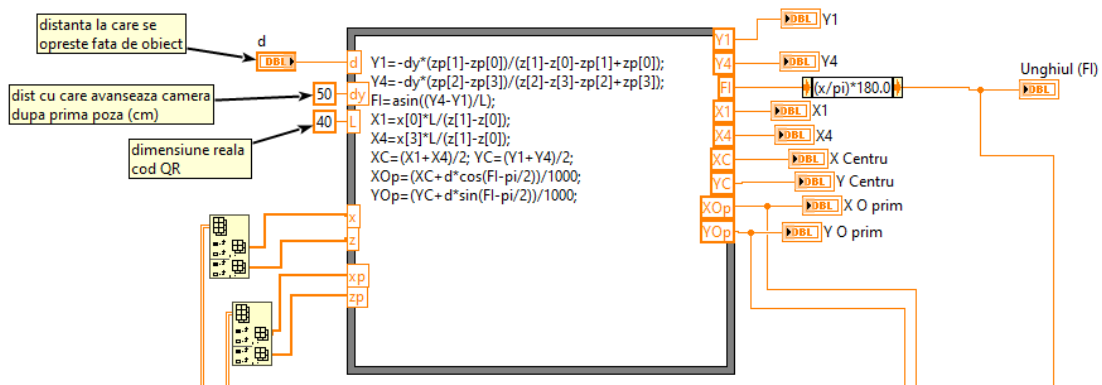 distanta la care se
opreste fata de obiect
d
DBL
dist cu care avanseaza camera
dupa prima poza (cm)
50
dimensiune reala
cod QR
40
d
dy
L
x
z
xp
zp
Y1=-dy*(zp[1]-zp[0])/(z[1]-z[0]-zp[1]+zp[0]);
Y4=-dy*(zp[2]-zp[3])/(z[2]-z[3]-zp[2]+zp[3]);
FI=asin((Y4-Y1)/L);
X1=x[0]*L/(z[1]-z[0]);
X4=x[3]*L/(z[1]-z[0]);
XC=(X1+X4)/2; YC=(Y1+Y4)/2;
XOp=(XC+d*cos(FI-pi/2))/1000;
YOp=(YC+d*sin(FI-pi/2))/1000;
Y1
DBL Y1
Y4
DBL Y4
FI
(x/pi)*180.0
Unghiul (FI)
DBL
X1
DBL X1
X4
DBL X4
XC
DBL X Centru
YC
DBL Y Centru
XOp
DBL X O prim
YOp
DBL Y O prim